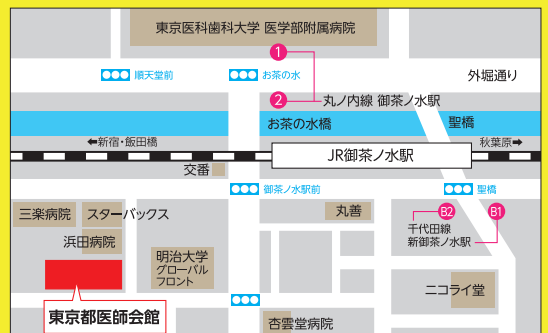 東京医科歯科大学 医学部附属病院
1
順天堂前
お茶の水
外堀通り
2
丸ノ内線 御茶ノ水駅
お茶の水橋
聖橋
←新宿・飯田橋
秋葉原→
JR御茶ノ水駅
交番
御茶ノ水駅前
聖橋
三楽病院
スターバックス
丸善
B2
B1
千代田線
新御茶ノ水駅
浜田病院
明治大学
グローバル
フロント
ニコライ堂
東京都医師会館
杏雲堂病院